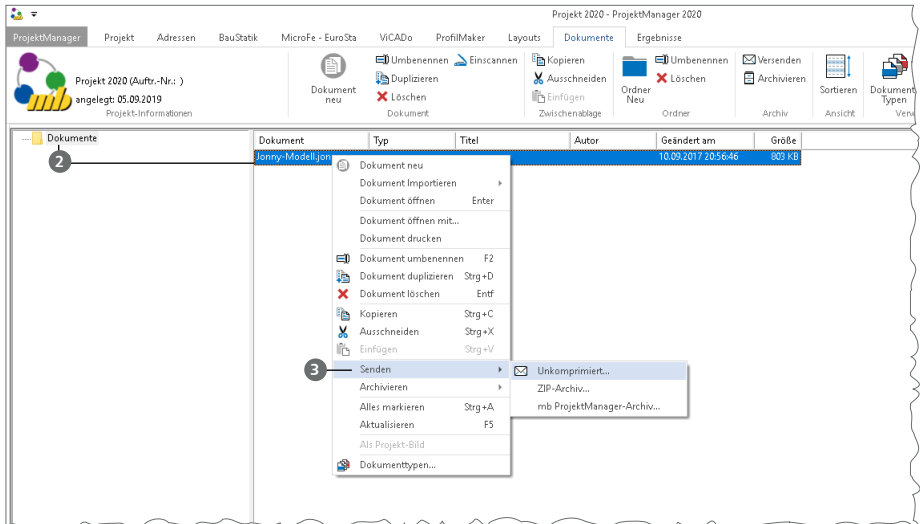 Projekt 2020 - ProjektManager 2020
ProjektManager Projekt Adressen BauStatik MicroFe - EuroSta ViCADo ProfilMaker Layouts Dokumente Ergebnisse
mb
Projekt 2020 (Auftr.-Nr.: )
angelegt: 05.09.2019
Projekt-Informationen
Dokument
neu
Umbenennen Einscannen
Duplizieren
Löschen
Dokument
Kopieren
Ausschneiden
Einfügen
Zwischenablage
Ordner
Neu
Umbenennen
Löschen
Ordner
Versenden
Archivieren
Archiv
Sortieren
Ansicht
Dokument
Typen
Verw
Dokumente
2
Dokument Typ Titel Autor Geändert am Größe
Jonny-Modell.jon 10.09.2017 20:56:46 803 KB
Dokument neu
Dokument Importieren
Dokument öffnen Enter
Dokument öffnen mit...
Dokument drucken
Dokument umbenennen F2
Dokument duplizieren Strg+D
Dokument löschen Entf
Kopieren Strg+C
Ausschneiden Strg+X
Einfügen Strg+V
3 Senden
Unkomprimiert...
Archivieren
ZIP-Archiv...
Alles markieren Strg+A
mb ProjektManager-Archiv...
Aktualisieren F5
Als Projekt-Bild
Dokumenttypen...